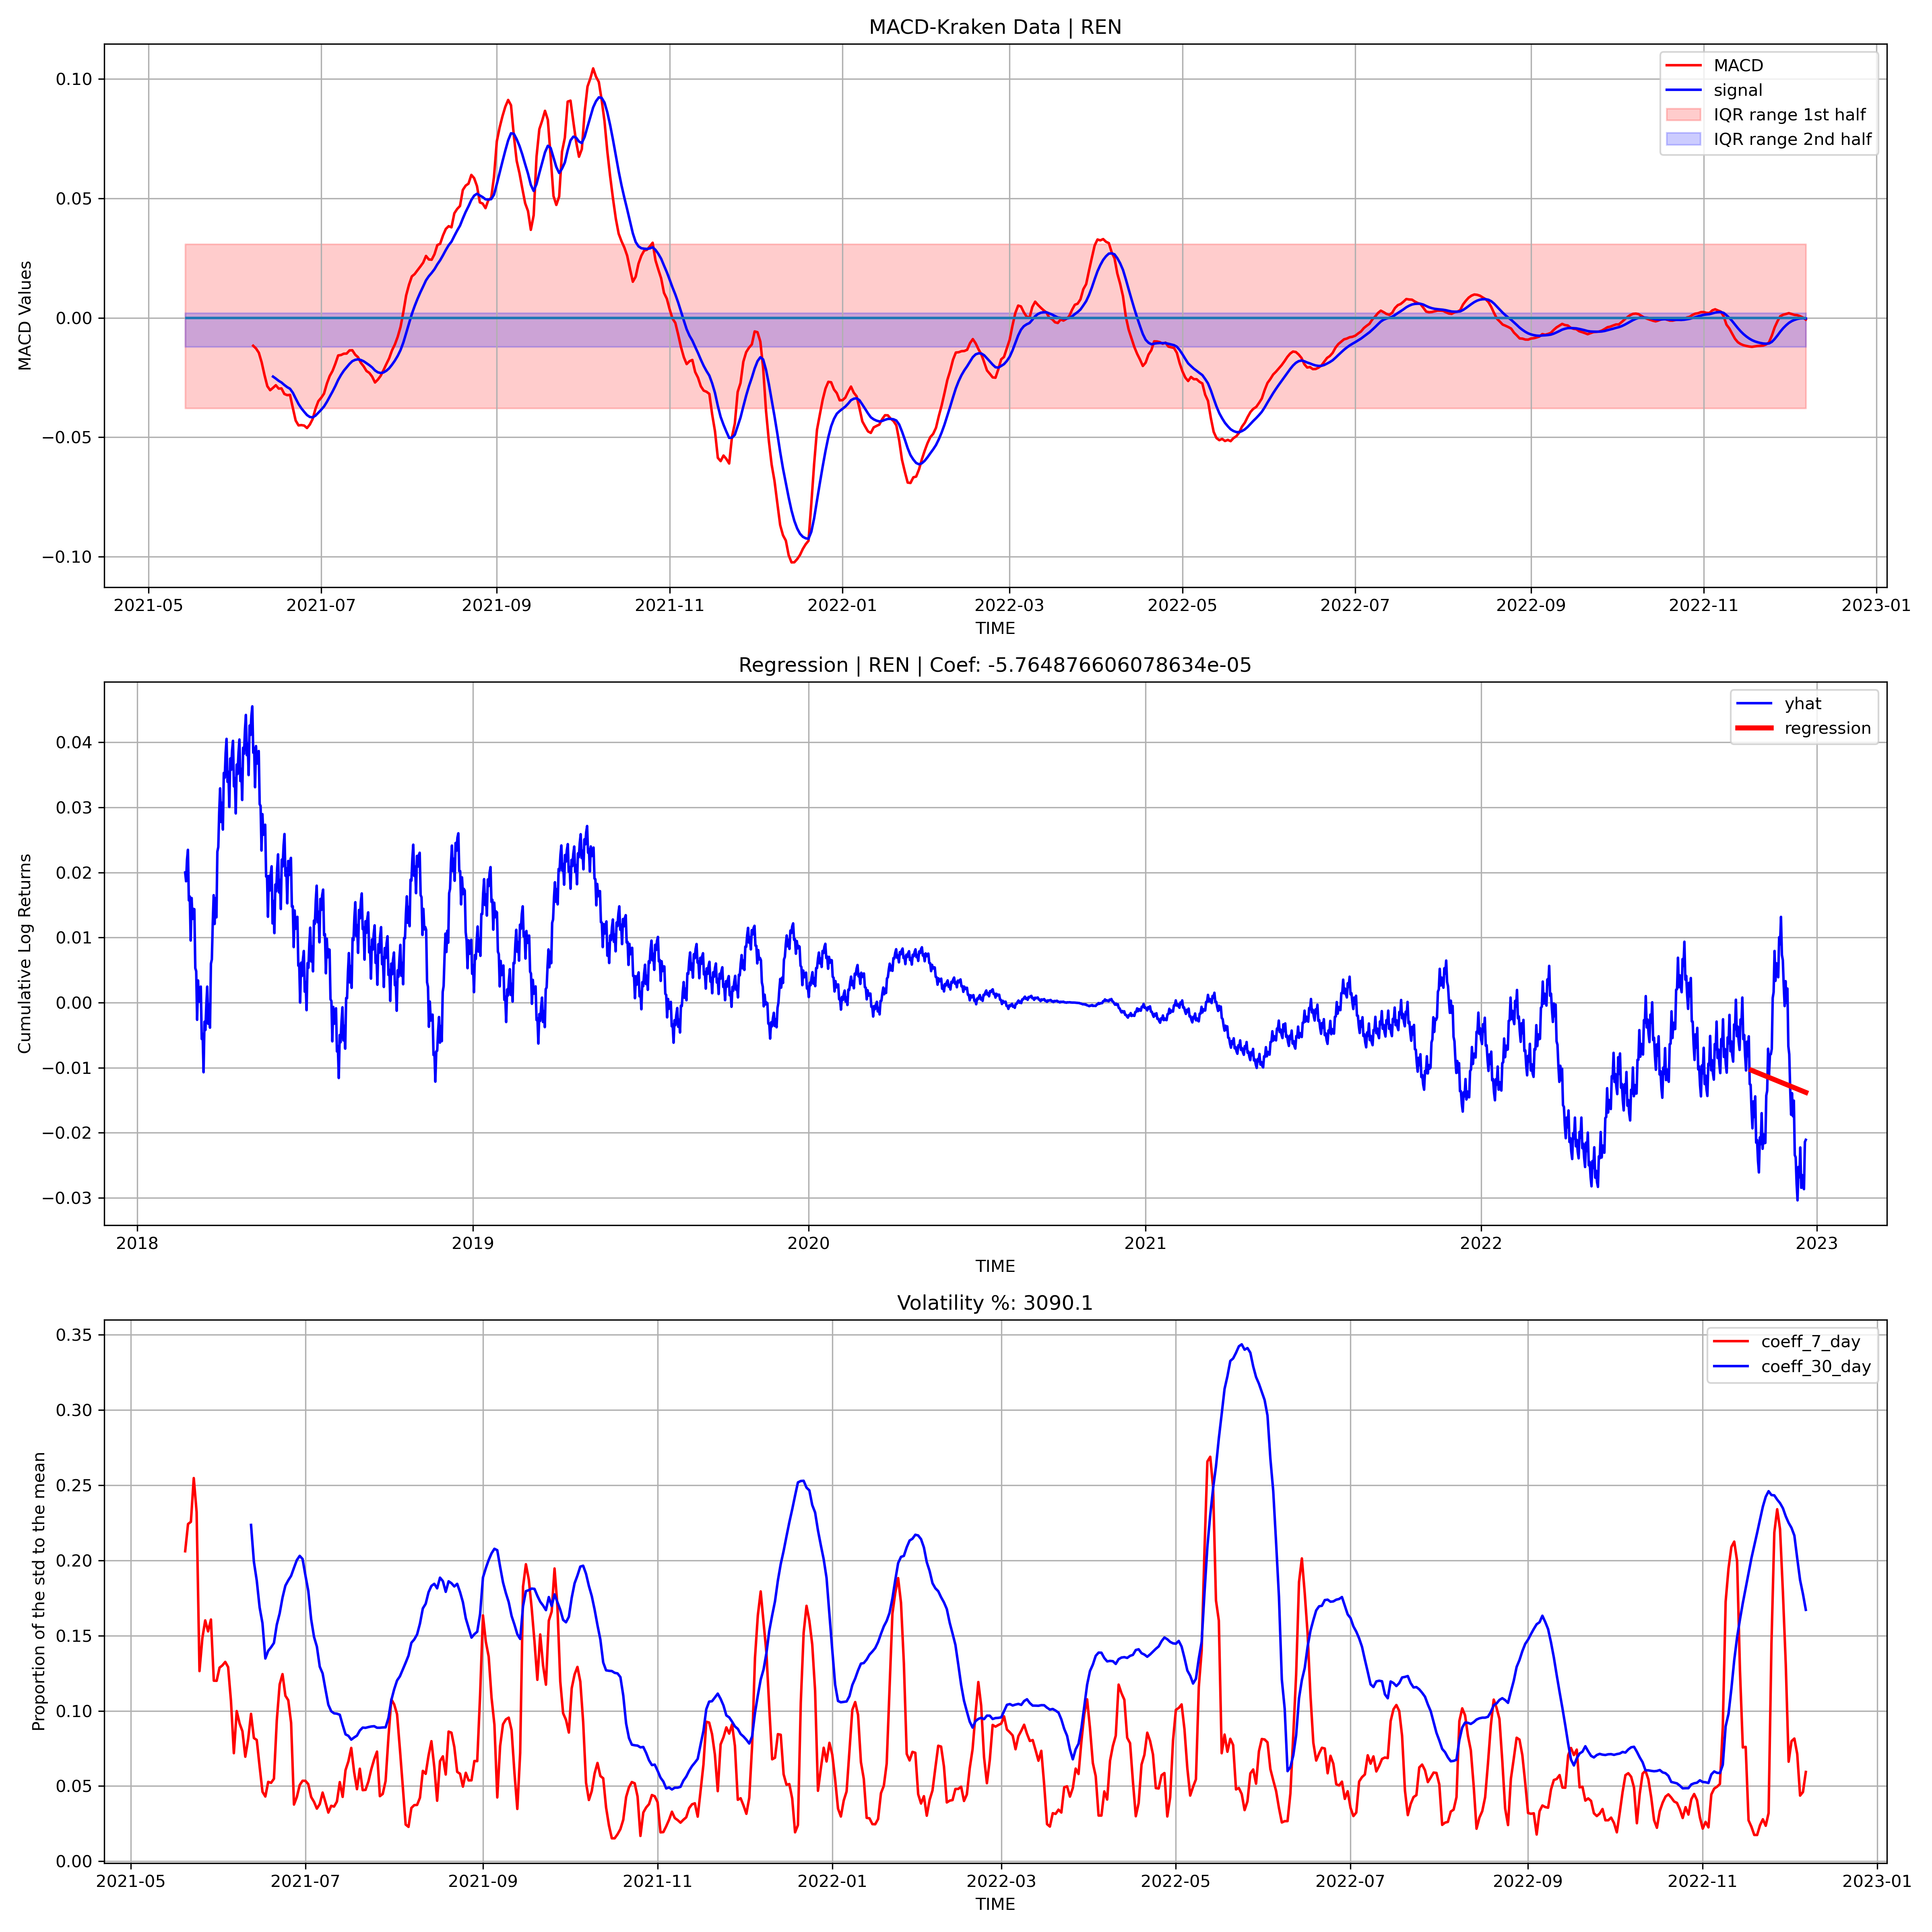 MACD-Kraken Data | REN
MACD
signal
IQR range 1st half
IQR range 2nd half
MACD Values
0.10
0.05
0.00
−0.05
−0.10
2021-05 2021-07 2021-09 2021-11 2022-01 2022-03 2022-05 2022-07 2022-09 2022-11 2023-01
TIME
Regression | REN | Coef: -5.764876606078634e-05
yhat
regression
Cumulative Log Returns
0.04
0.03
0.02
0.01
0.00
−0.01
−0.02
−0.03
2018 2019 2020 2021 2022 2023
TIME
Volatility %: 3090.1
coeff_7_day
coeff_30_day
Proportion of the std to the mean
0.35
0.30
0.25
0.20
0.15
0.10
0.05
0.00
2021-05 2021-07 2021-09 2021-11 2022-01 2022-03 2022-05 2022-07 2022-09 2022-11 2023-01
TIME